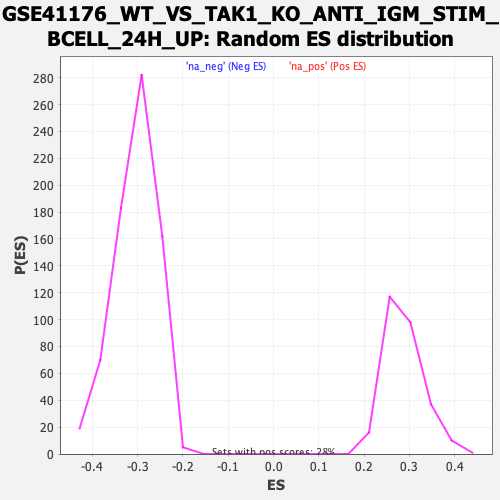 GSE41176_WT_VS_TAK1_KO_ANTI_IGM_STIM_
BCELL_24H_UP: Random ES distribution
'na_neg' (Neg ES) 'na_pos' (Pos ES)
280
260
240
220
200
180
160
140
120
100
80
60
40
20
0
P(ES)
Sets with pos scores: 28%
-0.4 -0.3 -0.2 -0.1 0.0 0.1 0.2 0.3 0.4
ES